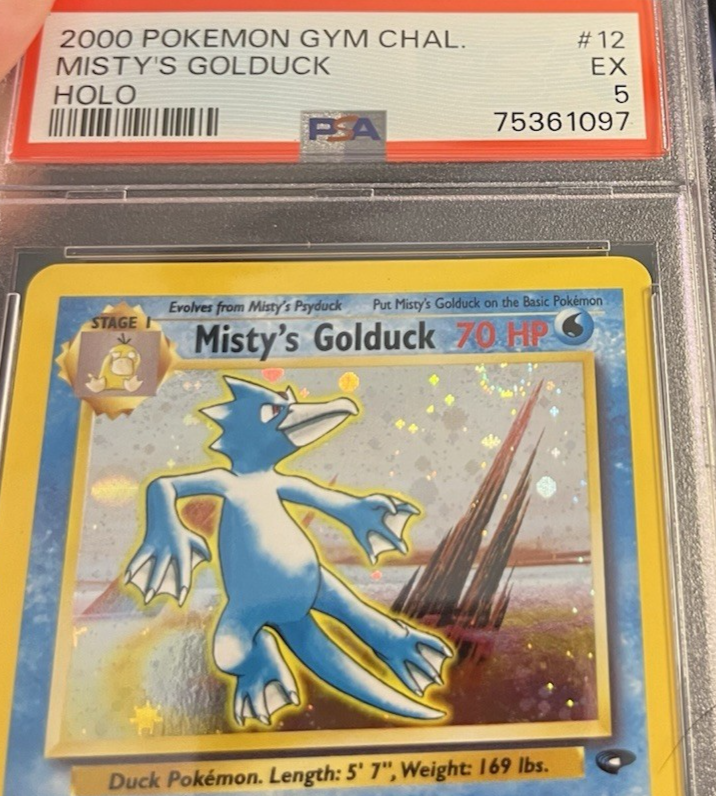 2000 POKEMON GYM CHAL. #12
MISTY'S GOLDUCK EX
HOLO 5
PSA 75361097
Evolves from Misty's Psyduck Put Misty's Golduck on the Basic Pokémon
STAGE 1
Misty's Golduck 70 HP
Duck Pokémon. Length: 5' 7", Weight: 169 lbs.